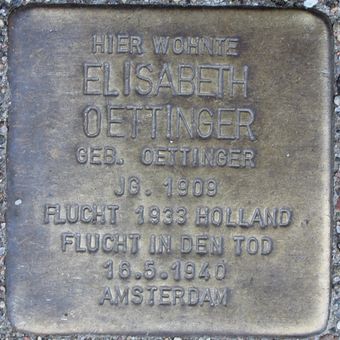 HIER WOHNTE
ELISABETH
OETTINGER
GEB. OETTINGER
JG. 1909
FLUCHT 1933 HOLLAND
FLUCHT IN DEN TOD
16.5.1940
AMSTERDAM